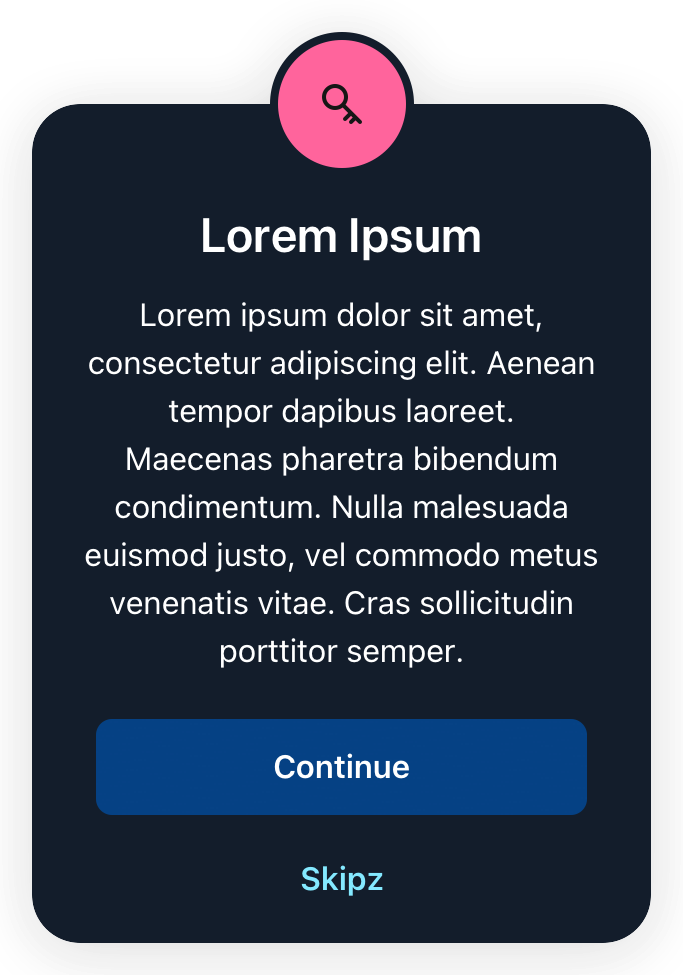 Lorem Ipsum
Lorem ipsum dolor sit amet,
consectetur adipiscing elit. Aenean
tempor dapibus laoreet.
Maecenas pharetra bibendum
condimentum. Nulla malesuada
euismod justo, vel commodo metus
venenatis vitae. Cras sollicitudin
porttitor semper.
Continue
Skipz